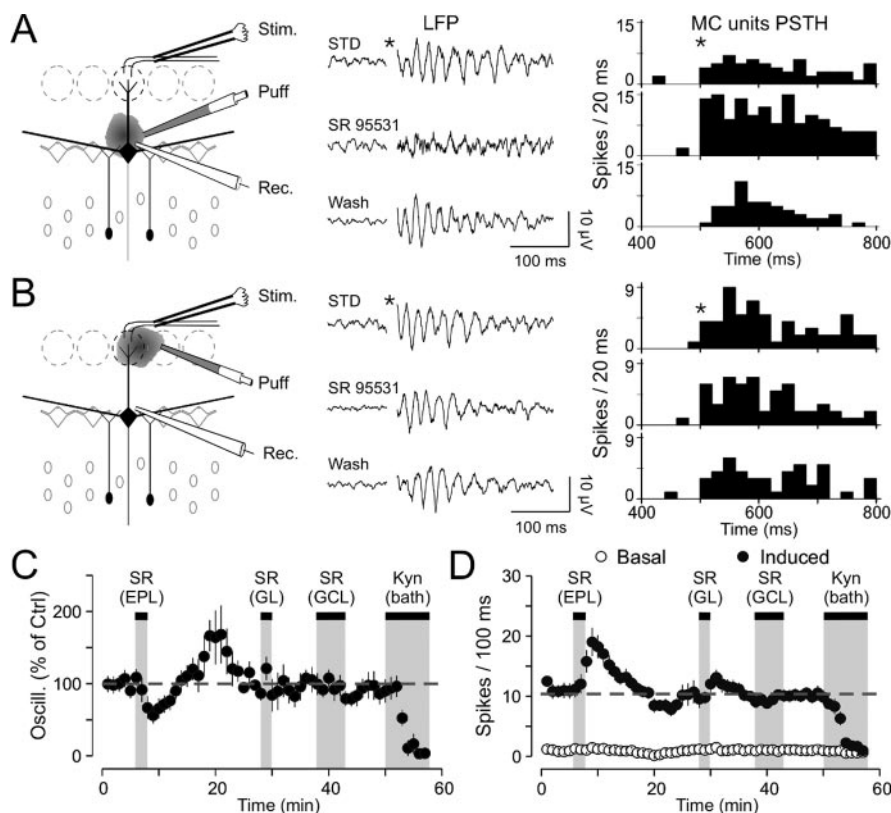 A
Stim.
Puff
Rec.
LFP
STD *
SR 95531
Wash
10 µV
100 ms
MC units PSTH
*
Spikes / 20 ms
15
0
15
0
15
0
400 600 800
Time (ms)
B
Stim.
Puff
Rec.
STD *
SR 95531
Wash
10 µV
100 ms
*
Spikes / 20 ms
9
0
9
0
9
0
400 600 800
Time (ms)
C
SR (EPL)
SR (GL)
SR (GCL)
Kyn (bath)
Oscill. (% of Ctrl)
200
100
0
0 20 40 60
Time (min)
D
Basal
Induced
SR (EPL)
SR (GL)
SR (GCL)
Kyn (bath)
Spikes / 100 ms
30
20
10
0
0 20 40 60
Time (min)